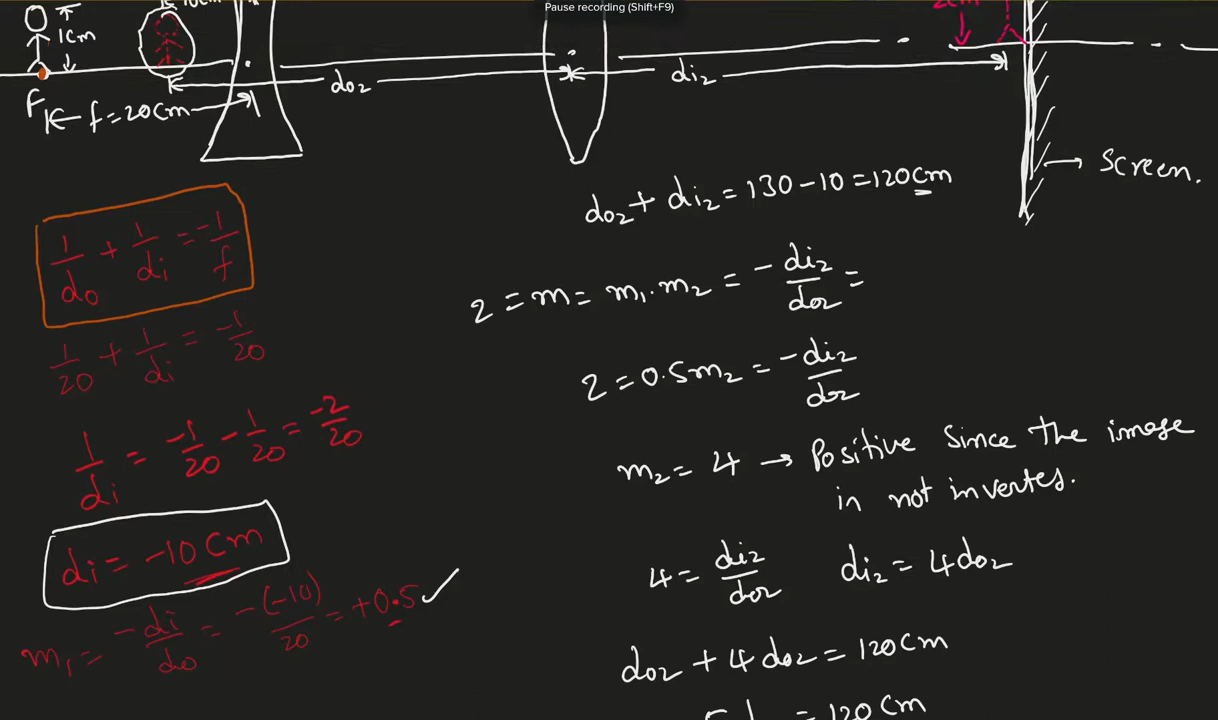 Pause recording (Shift+F9)
1cm
2cm
F
f=20cm
do2
di2
Screen.
1/do + 1/di = -1/f
1/20 + 1/di = -1/20
1/di = -1/20 - 1/20 = -2/20
di = -10 cm
m1 = -di/do = -(-10)/20 = +0.5
do2 + di2 = 130 - 10 = 120cm
2 = m = m1.m2 = -di2/do2 =
2 = 0.5m2 = -di2/do2
m2 = 4 → Positive Since the image
in not invertes.
4 = di2/do2 di2 = 4do2
do2 + 4do2 = 120cm
= 120 cm